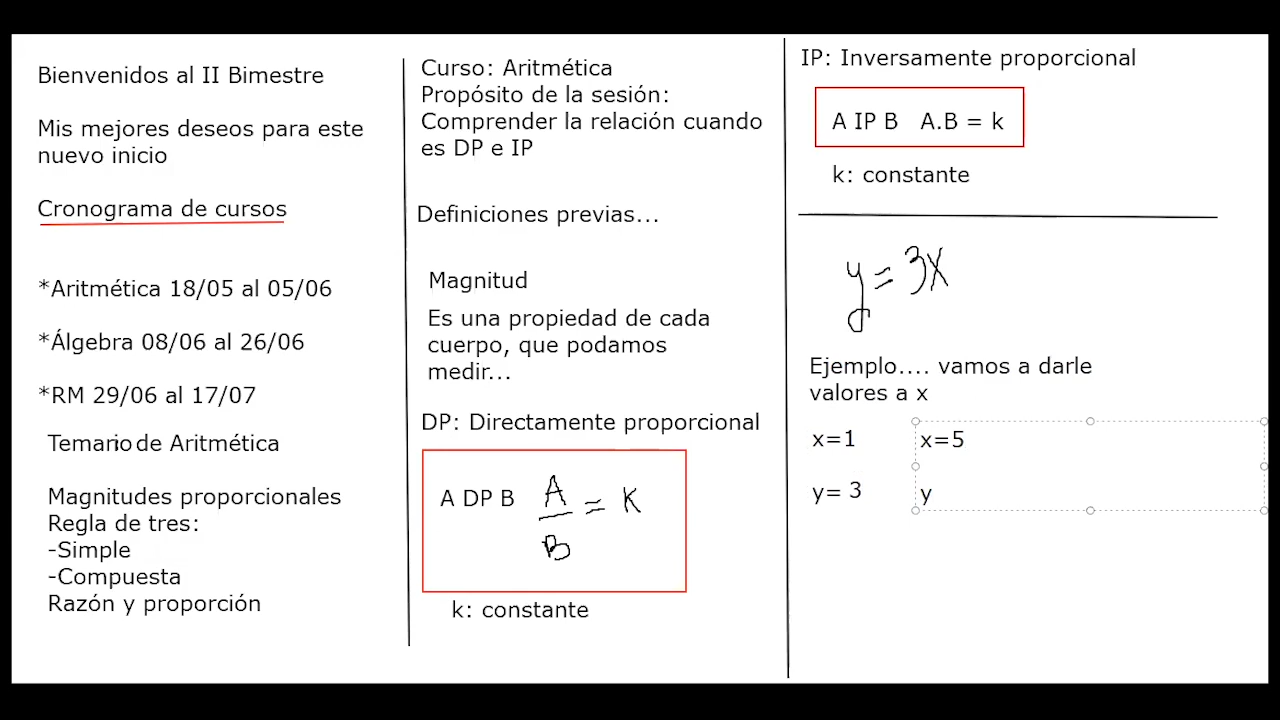 Bienvenidos al II Bimestre
Mis mejores deseos para este
nuevo inicio
Cronograma de cursos
*Aritmética 18/05 al 05/06
*Álgebra 08/06 al 26/06
*RM 29/06 al 17/07
Temario de Aritmética
Magnitudes proporcionales
Regla de tres:
-Simple
-Compuesta
Razón y proporción
Curso: Aritmética
Propósito de la sesión:
Comprender la relación cuando
es DP e IP
Definiciones previas...
Magnitud
Es una propiedad de cada
cuerpo, que podamos
medir...
DP: Directamente proporcional
A DP B A/B = K
k: constante
IP: Inversamente proporcional
A IP B A.B = k
k: constante
y = 3x
Ejemplo.... vamos a darle
valores a x
x=1 x=5
y= 3 y